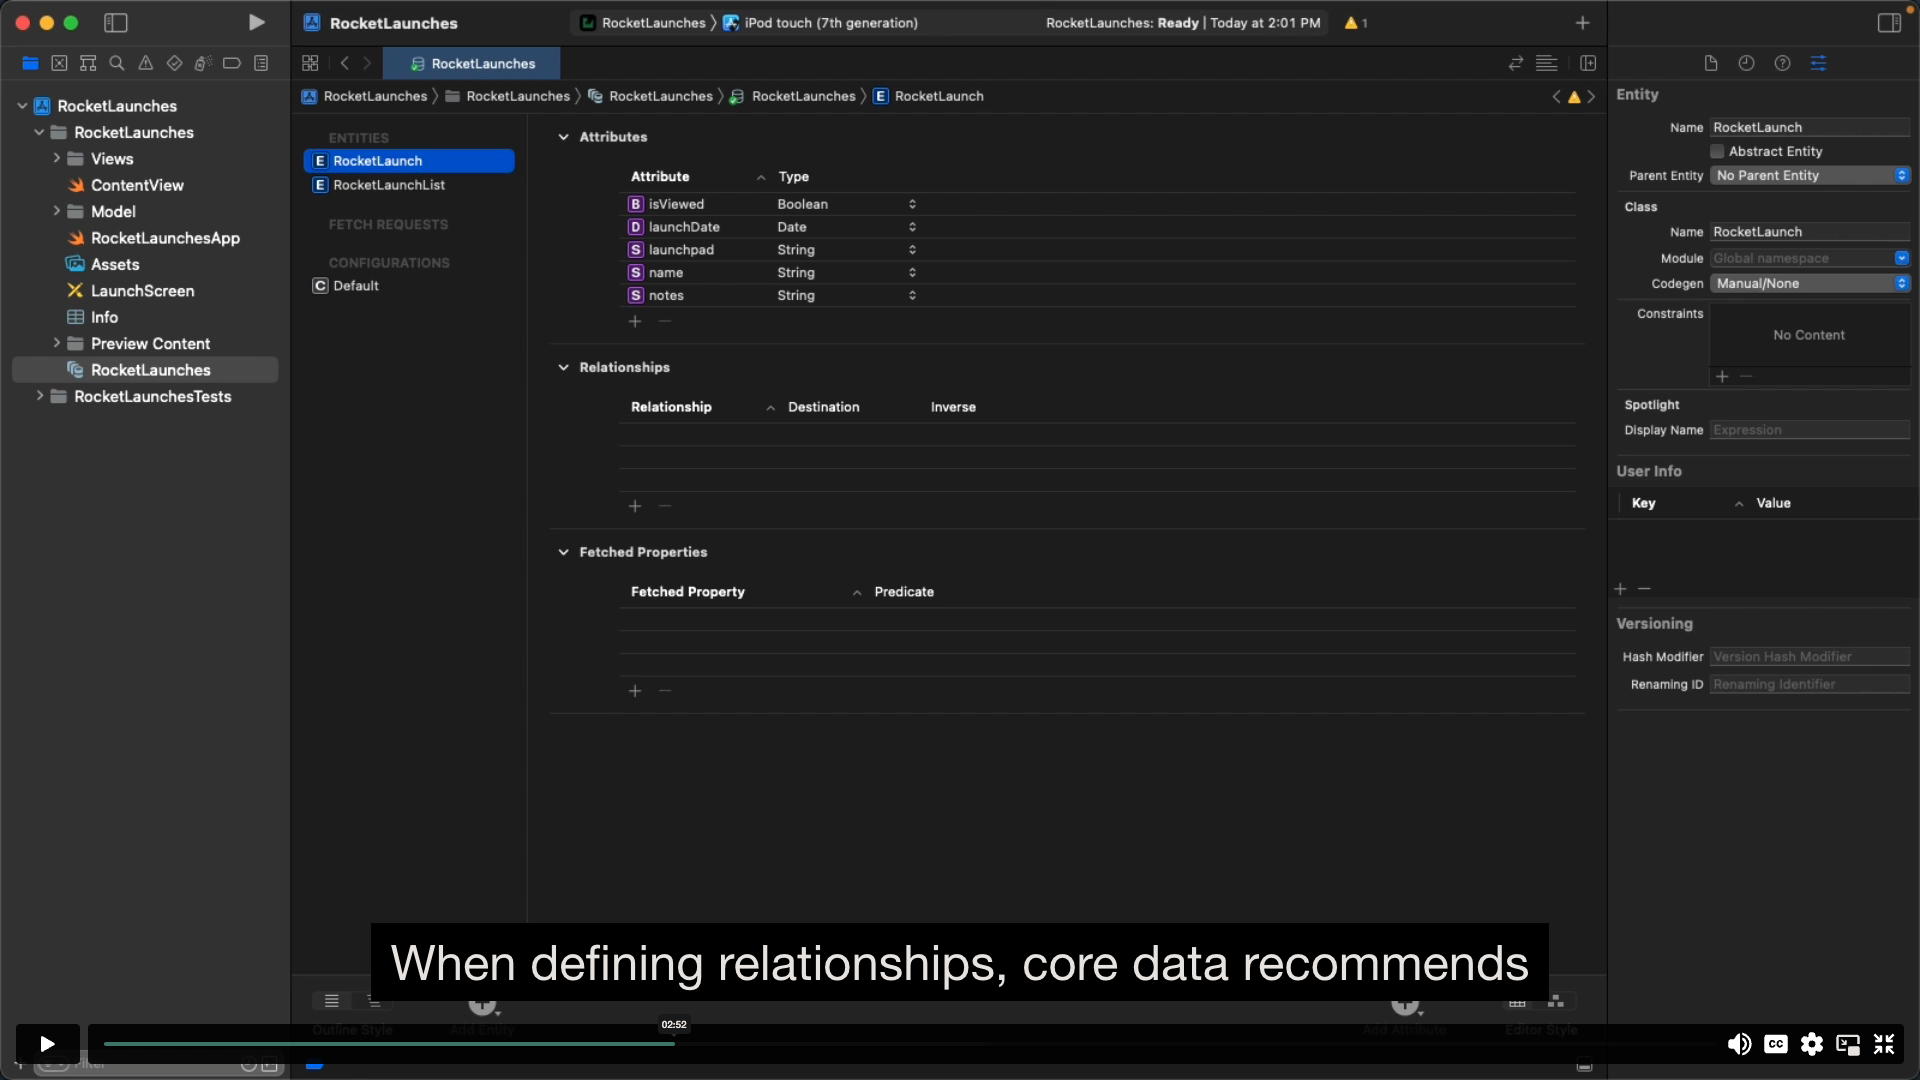 RocketLaunches
RocketLaunches
iPod touch (7th generation)
RocketLaunches: Ready | Today at 2:01 PM
1
RocketLaunches
RocketLaunches
RocketLaunches
RocketLaunches
RocketLaunches
E RocketLaunch
RocketLaunches
RocketLaunches
Views
ContentView
Model
RocketLaunchesApp
Assets
LaunchScreen
Info
Preview Content
RocketLaunches
RocketLaunchesTests
Filter
ENTITIES
E RocketLaunch
E RocketLaunchList
FETCH REQUESTS
CONFIGURATIONS
C Default
Attributes
Attribute Type
B isViewed Boolean
D launchDate Date
S launchpad String
S name String
S notes String
Relationships
Relationship Destination Inverse
Fetched Properties
Fetched Property Predicate
Entity
Name RocketLaunch
Abstract Entity
Parent Entity No Parent Entity
Class
Name RocketLaunch
Module Global namespace
Codegen Manual/None
Constraints
No Content
Spotlight
Display Name Expression
User Info
Key Value
Versioning
Hash Modifier Version Hash Modifier
Renaming ID Renaming Identifier
When defining relationships, core data recommends
Outline Style
Add Entity
Add Attribute
Editor Style
02:52
CC